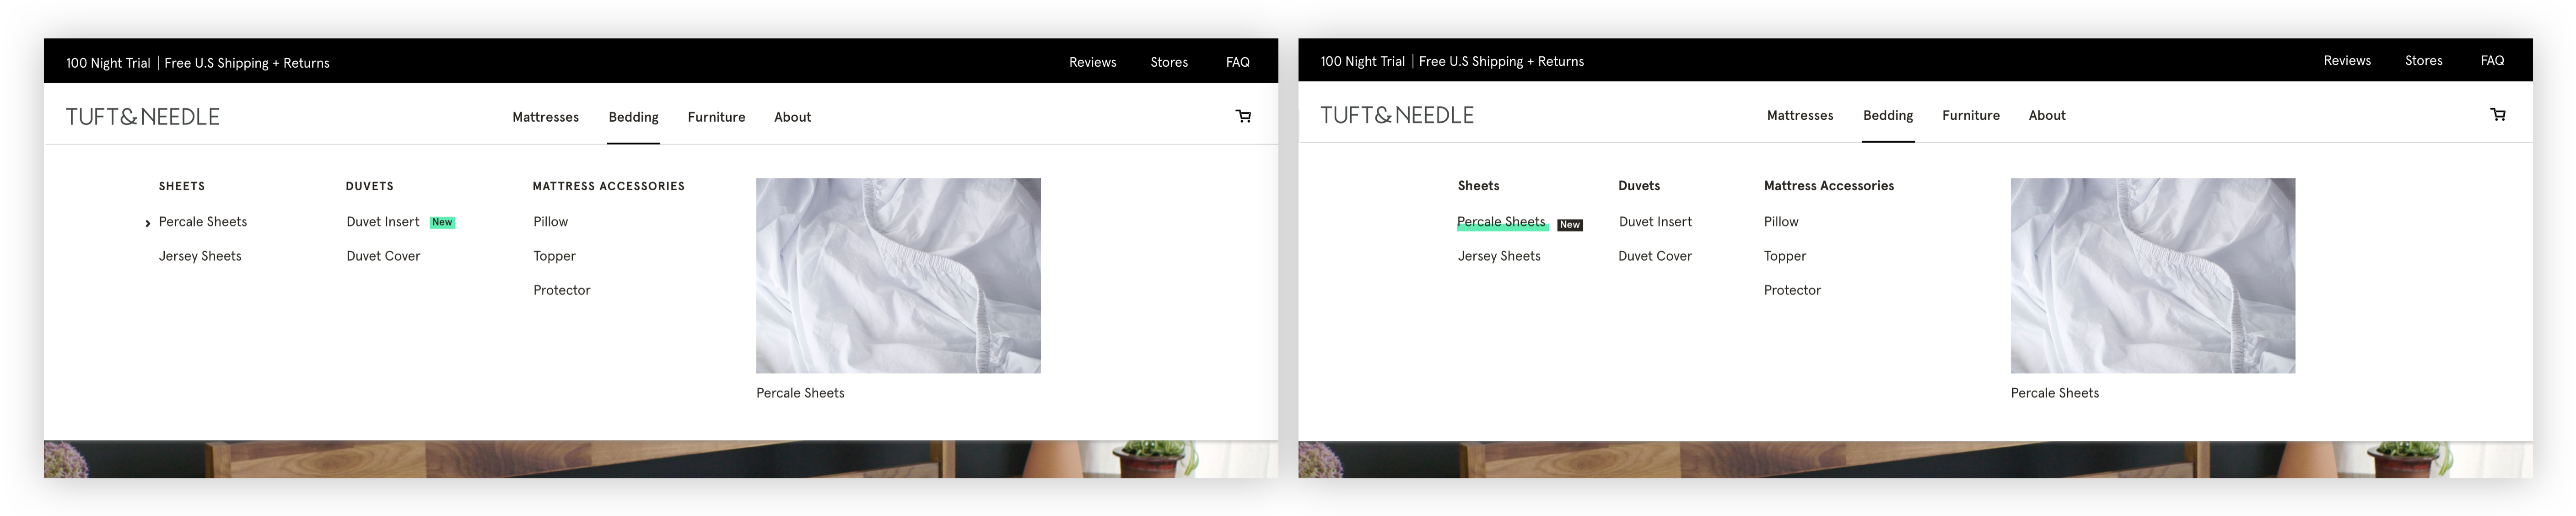 100 Night Trial | Free U.S Shipping + Returns
Reviews Stores FAQ
TUFT&NEEDLE
Mattresses Bedding Furniture About
SHEETS
Percale Sheets
Jersey Sheets
DUVETS
Duvet Insert New
Duvet Cover
MATTRESS ACCESSORIES
Pillow
Topper
Protector
Percale Sheets
100 Night Trial | Free U.S Shipping + Returns
Reviews Stores FAQ
TUFT&NEEDLE
Mattresses Bedding Furniture About
Sheets
Percale Sheets New
Jersey Sheets
Duvets
Duvet Insert
Duvet Cover
Mattress Accessories
Pillow
Topper
Protector
Percale Sheets